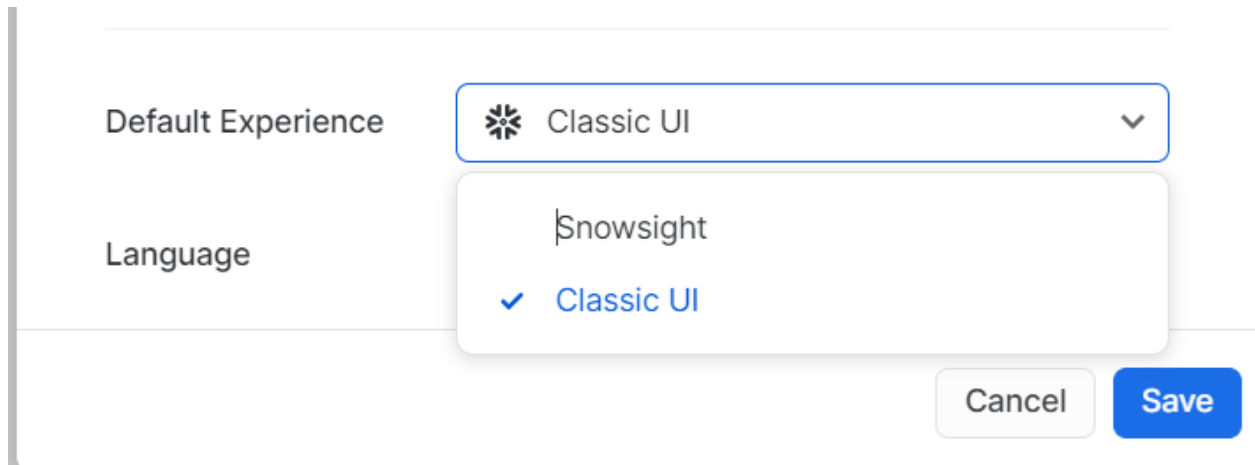 Default Experience
Classic UI
Snowsight
Language
Classic UI
Cancel
Save